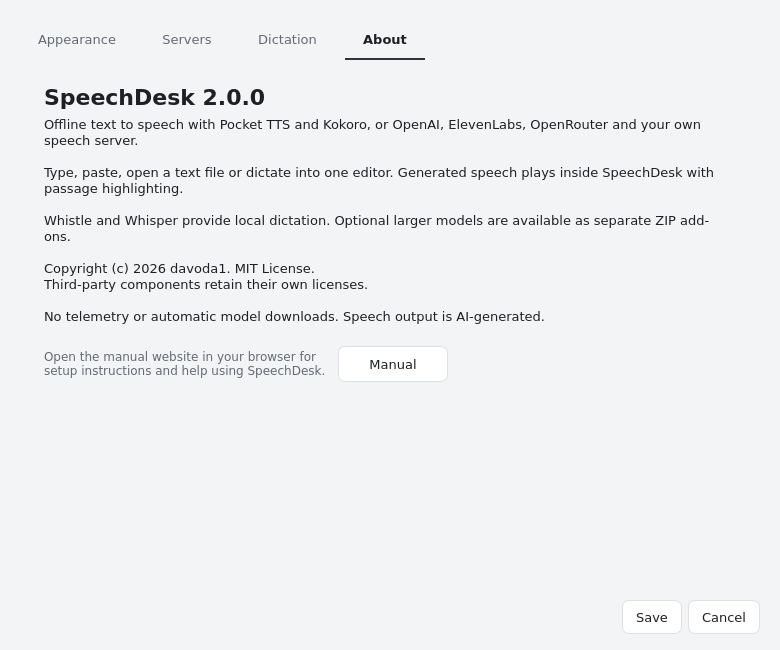 Appearance Servers Dictation About
SpeechDesk 2.0.0
Offline text to speech with Pocket TTS and Kokoro, or OpenAI, ElevenLabs, OpenRouter and your own
speech server.
Type, paste, open a text file or dictate into one editor. Generated speech plays inside SpeechDesk with
passage highlighting.
Whistle and Whisper provide local dictation. Optional larger models are available as separate ZIP add-
ons.
Copyright (c) 2026 davoda1. MIT License.
Third-party components retain their own licenses.
No telemetry or automatic model downloads. Speech output is AI-generated.
Open the manual website in your browser for
setup instructions and help using SpeechDesk.
Manual
Save Cancel